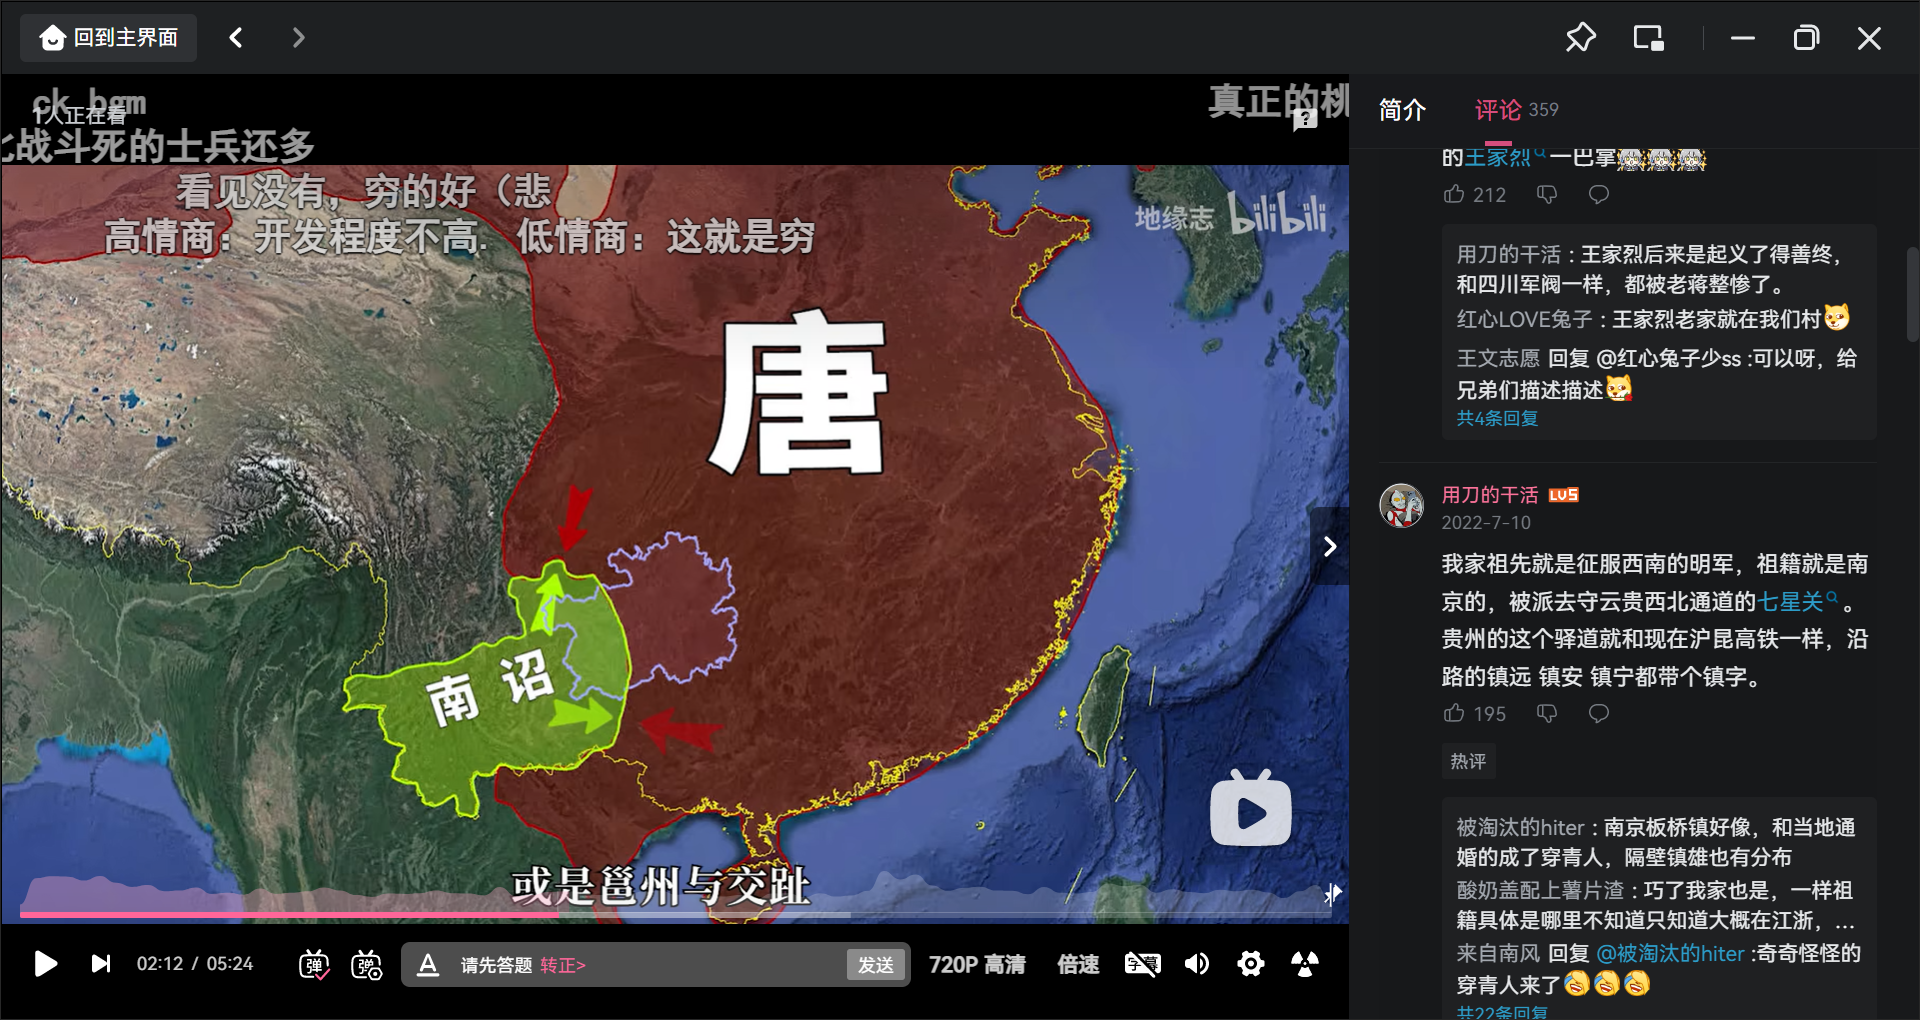 回到主界面
ck_bgm
1人正在看
真正的桃
战斗死的士兵还多
看见没有，穷的好（悲
高情商：开发程度不高.
低情商：这就是穷
地缘志 bilibili
唐
南诏
或是邕州与交趾
02:12 / 05:24
弹
弹
A 请先答题 转正>
发送
720P 高清
倍速
字幕
简介
评论 359
的王家烈一巴掌
212
用刀的干活：王家烈后来是起义了得善终，
和四川军阀一样，都被老蒋整惨了。
红心LOVE兔子：王家烈老家就在我们村
王文志愿 回复 @红心兔子少ss :可以呀，给
兄弟们描述描述
共4条回复
用刀的干活 LV5
2022-7-10
我家祖先就是征服西南的明军，祖籍就是南
京的，被派去守云贵西北通道的七星关。
贵州的这个驿道就和现在沪昆高铁一样，沿
路的镇远 镇安 镇宁都带个镇字。
195
热评
被淘汰的hiter：南京板桥镇好像，和当地通
婚的成了穿青人，隔壁镇雄也有分布
酸奶盖配上薯片渣：巧了我家也是，一样祖
籍具体是哪里不知道只知道大概在江浙，...
来自南风 回复 @被淘汰的hiter :奇奇怪怪的
穿青人来了
共22条回复